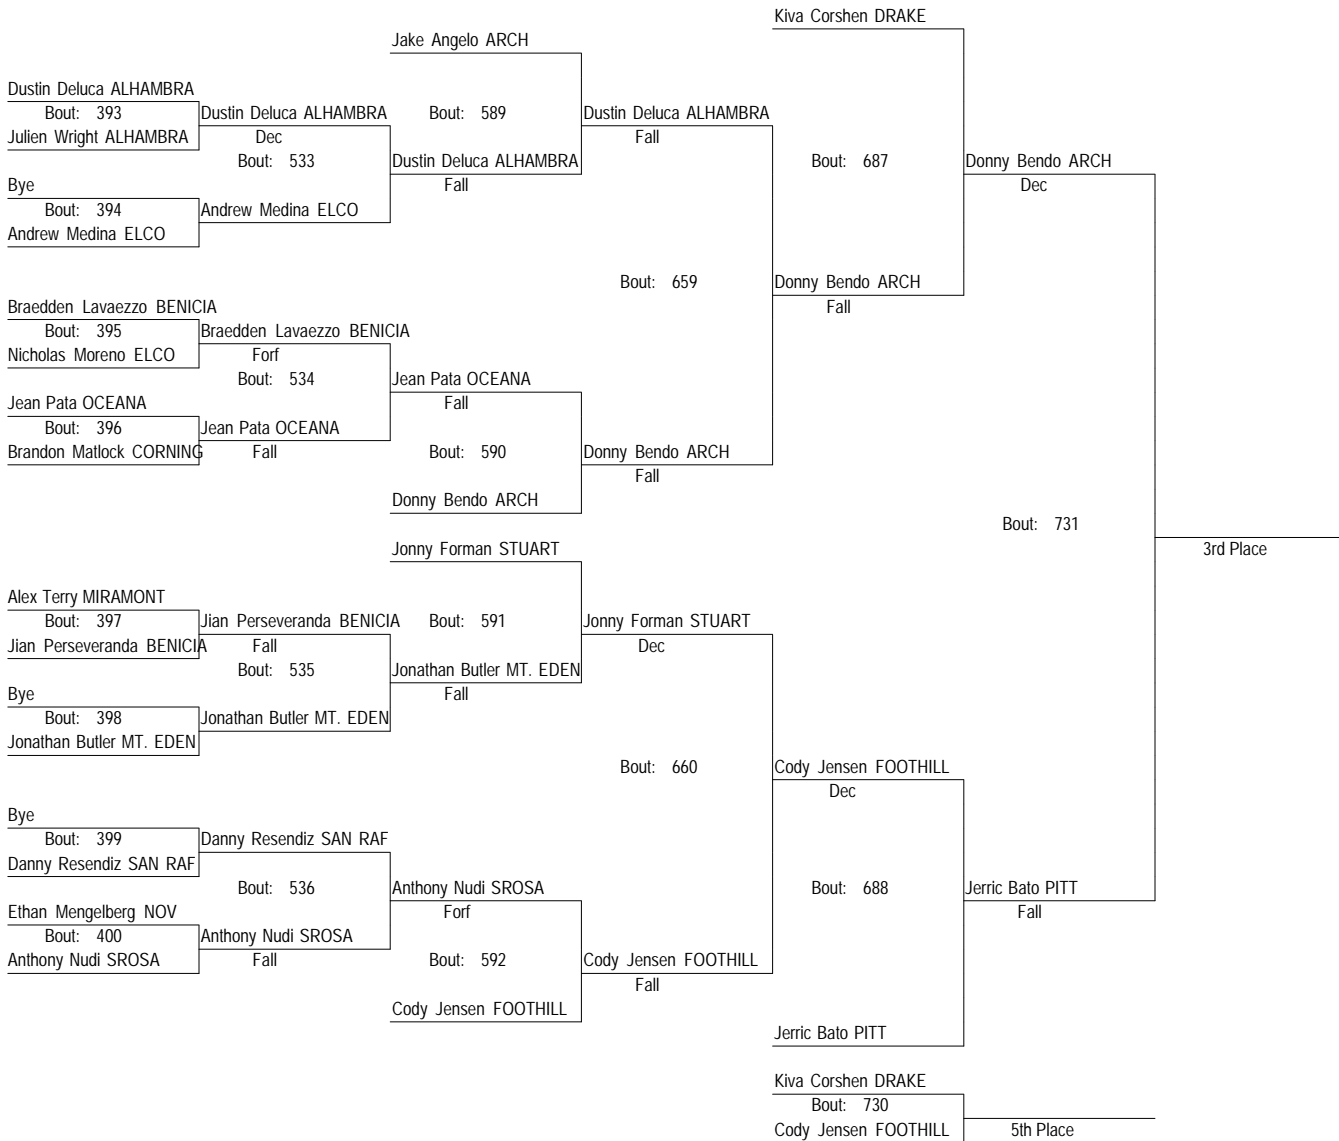 Kiva Corshen DRAKE
Jake Angelo ARCH
Dustin Deluca ALHAMBRA
Bout: 393
Dustin Deluca ALHAMBRA
Bout: 589
Dustin Deluca ALHAMBRA
Julien Wright ALHAMBRA
Dec
Fall
Bout: 533
Dustin Deluca ALHAMBRA
Bout: 687
Donny Bendo ARCH
Bye
Fall
Dec
Bout: 394
Andrew Medina ELCO
Andrew Medina ELCO
Bout: 659
Donny Bendo ARCH
Braedden Lavaezzo BENICIA
Fall
Bout: 395
Braedden Lavaezzo BENICIA
Nicholas Moreno ELCO
Forf
Bout: 534
Jean Pata OCEANA
Jean Pata OCEANA
Fall
Bout: 396
Jean Pata OCEANA
Brandon Matlock CORNING
Fall
Bout: 590
Donny Bendo ARCH
Fall
Donny Bendo ARCH
Bout: 731
Jonny Forman STUART
3rd Place
Alex Terry MIRAMONT
Bout: 397
Jian Perseveranda BENICIA
Bout: 591
Jonny Forman STUART
Jian Perseveranda BENICIA
Fall
Dec
Bout: 535
Jonathan Butler MT. EDEN
Bye
Fall
Bout: 398
Jonathan Butler MT. EDEN
Jonathan Butler MT. EDEN
Bout: 660
Cody Jensen FOOTHILL
Dec
Bye
Bout: 399
Danny Resendiz SAN RAF
Danny Resendiz SAN RAF
Bout: 536
Anthony Nudi SROSA
Bout: 688
Jerric Bato PITT
Ethan Mengelberg NOV
Forf
Fall
Bout: 400
Anthony Nudi SROSA
Anthony Nudi SROSA
Fall
Bout: 592
Cody Jensen FOOTHILL
Fall
Cody Jensen FOOTHILL
Jerric Bato PITT
Kiva Corshen DRAKE
Bout: 730
Cody Jensen FOOTHILL
5th Place